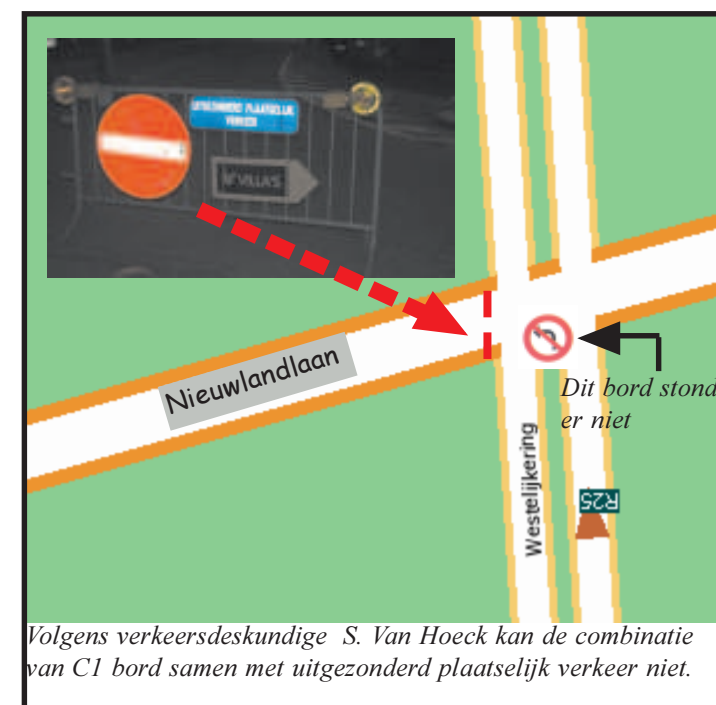 UITGEZONDERD PLAATSELIJK
VERKEER
VILLA'S
Nieuwlandlaan
Dit bord stond
er niet
Westelijkering
R25
Volgens verkeersdeskundige S. Van Hoeck kan de combinatie
van C1 bord samen met uitgezonderd plaatselijk verkeer niet.